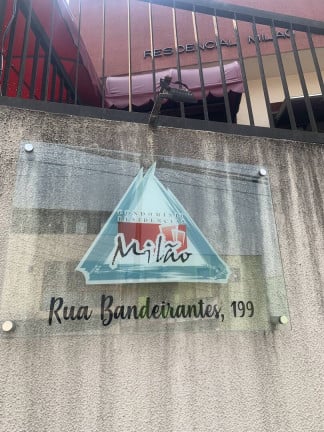 RESIDENCIAL MILÃO
CONDOMÍNIO
RESIDENCIAL
Milão
Rua Bandeirantes, 199